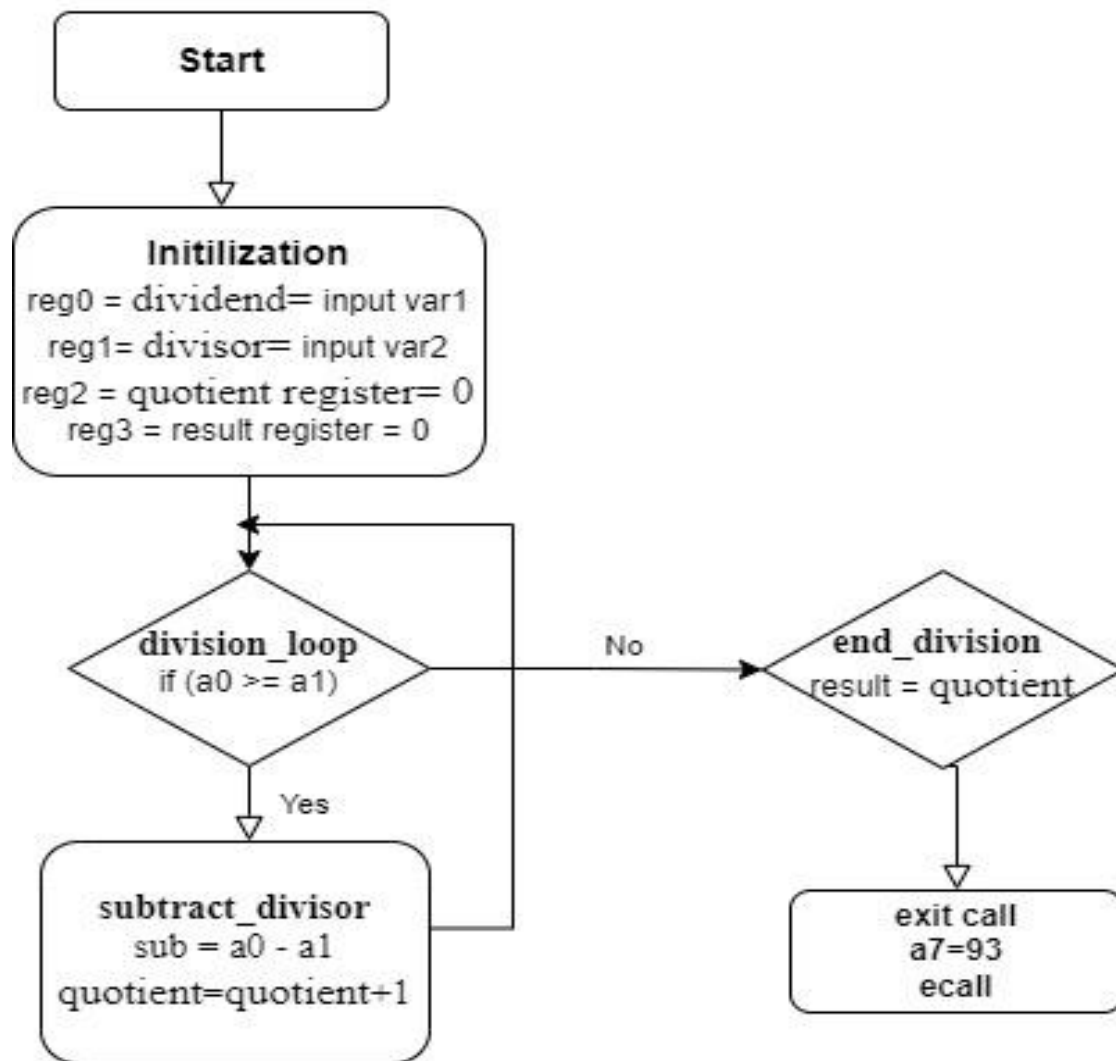 Start
Initilization
reg0 = dividend= input var1
reg1= divisor= input var2
reg2 = quotient register= 0
reg3 = result register = 0
division_loop
if (a0 >= a1)
No
end_division
result = quotient
Yes
subtract_divisor
sub = a0 - a1
quotient=quotient+1
exit call
a7=93
ecall